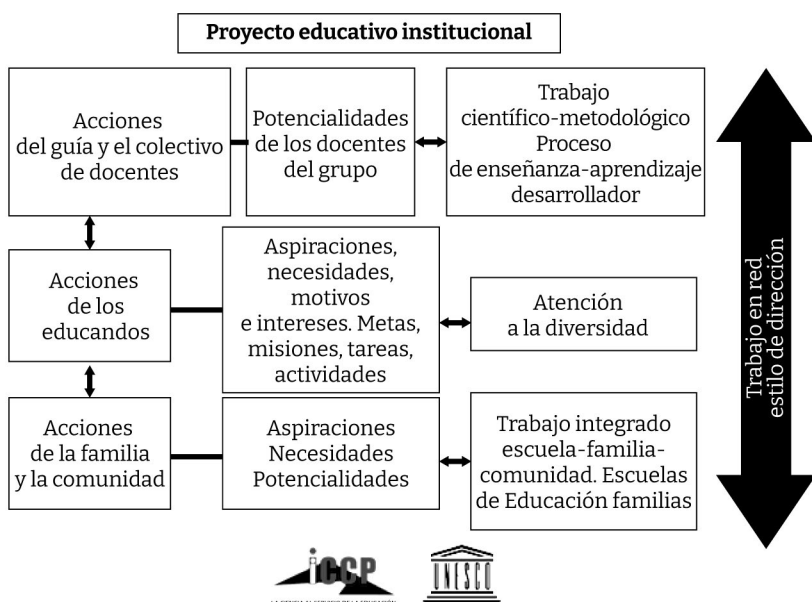 Proyecto educativo institucional
Acciones
del guía y el colectivo
de docentes
Potencialidades
de los docentes
del grupo
Trabajo
científico-metodológico
Proceso
de enseñanza-aprendizaje
desarrollador
Acciones
de los
educandos
Aspiraciones,
necesidades,
motivos
e intereses. Metas,
misiones, tareas,
actividades
Atención
a la diversidad
Acciones
de la familia
y la comunidad
Aspiraciones
Necesidades
Potencialidades
Trabajo integrado
escuela-familia-
comunidad. Escuelas
de Educación familias
Trabajo en red
estilo de dirección
iCCP
UNESCO